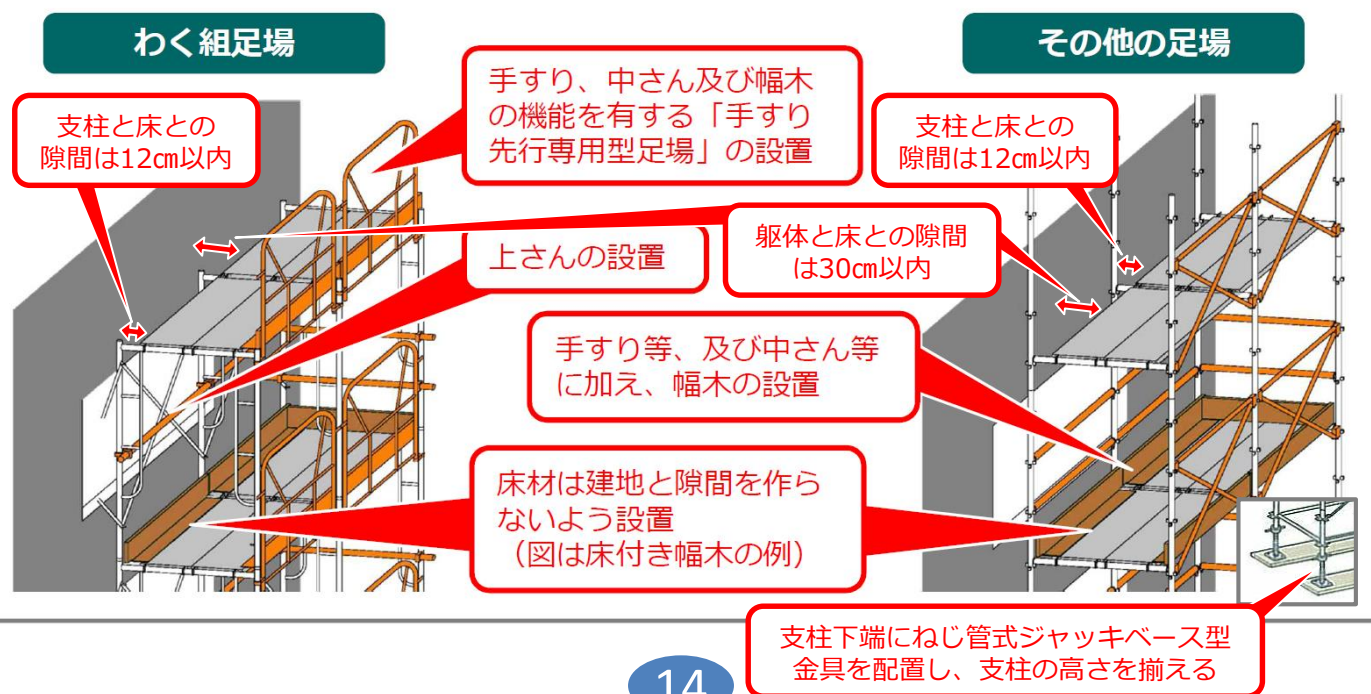 わく組足場
その他の足場
手すり、中さん及び幅木
の機能を有する「手すり
先行専用型足場」の設置
支柱と床との
隙間は12㎝以内
支柱と床との
隙間は12㎝以内
上さんの設置
躯体と床との隙間
は30㎝以内
手すり等、及び中さん等
に加え、幅木の設置
床材は建地と隙間を作ら
ないよう設置
（図は床付き幅木の例）
支柱下端にねじ管式ジャッキベース型
金具を配置し、支柱の高さを揃える
14